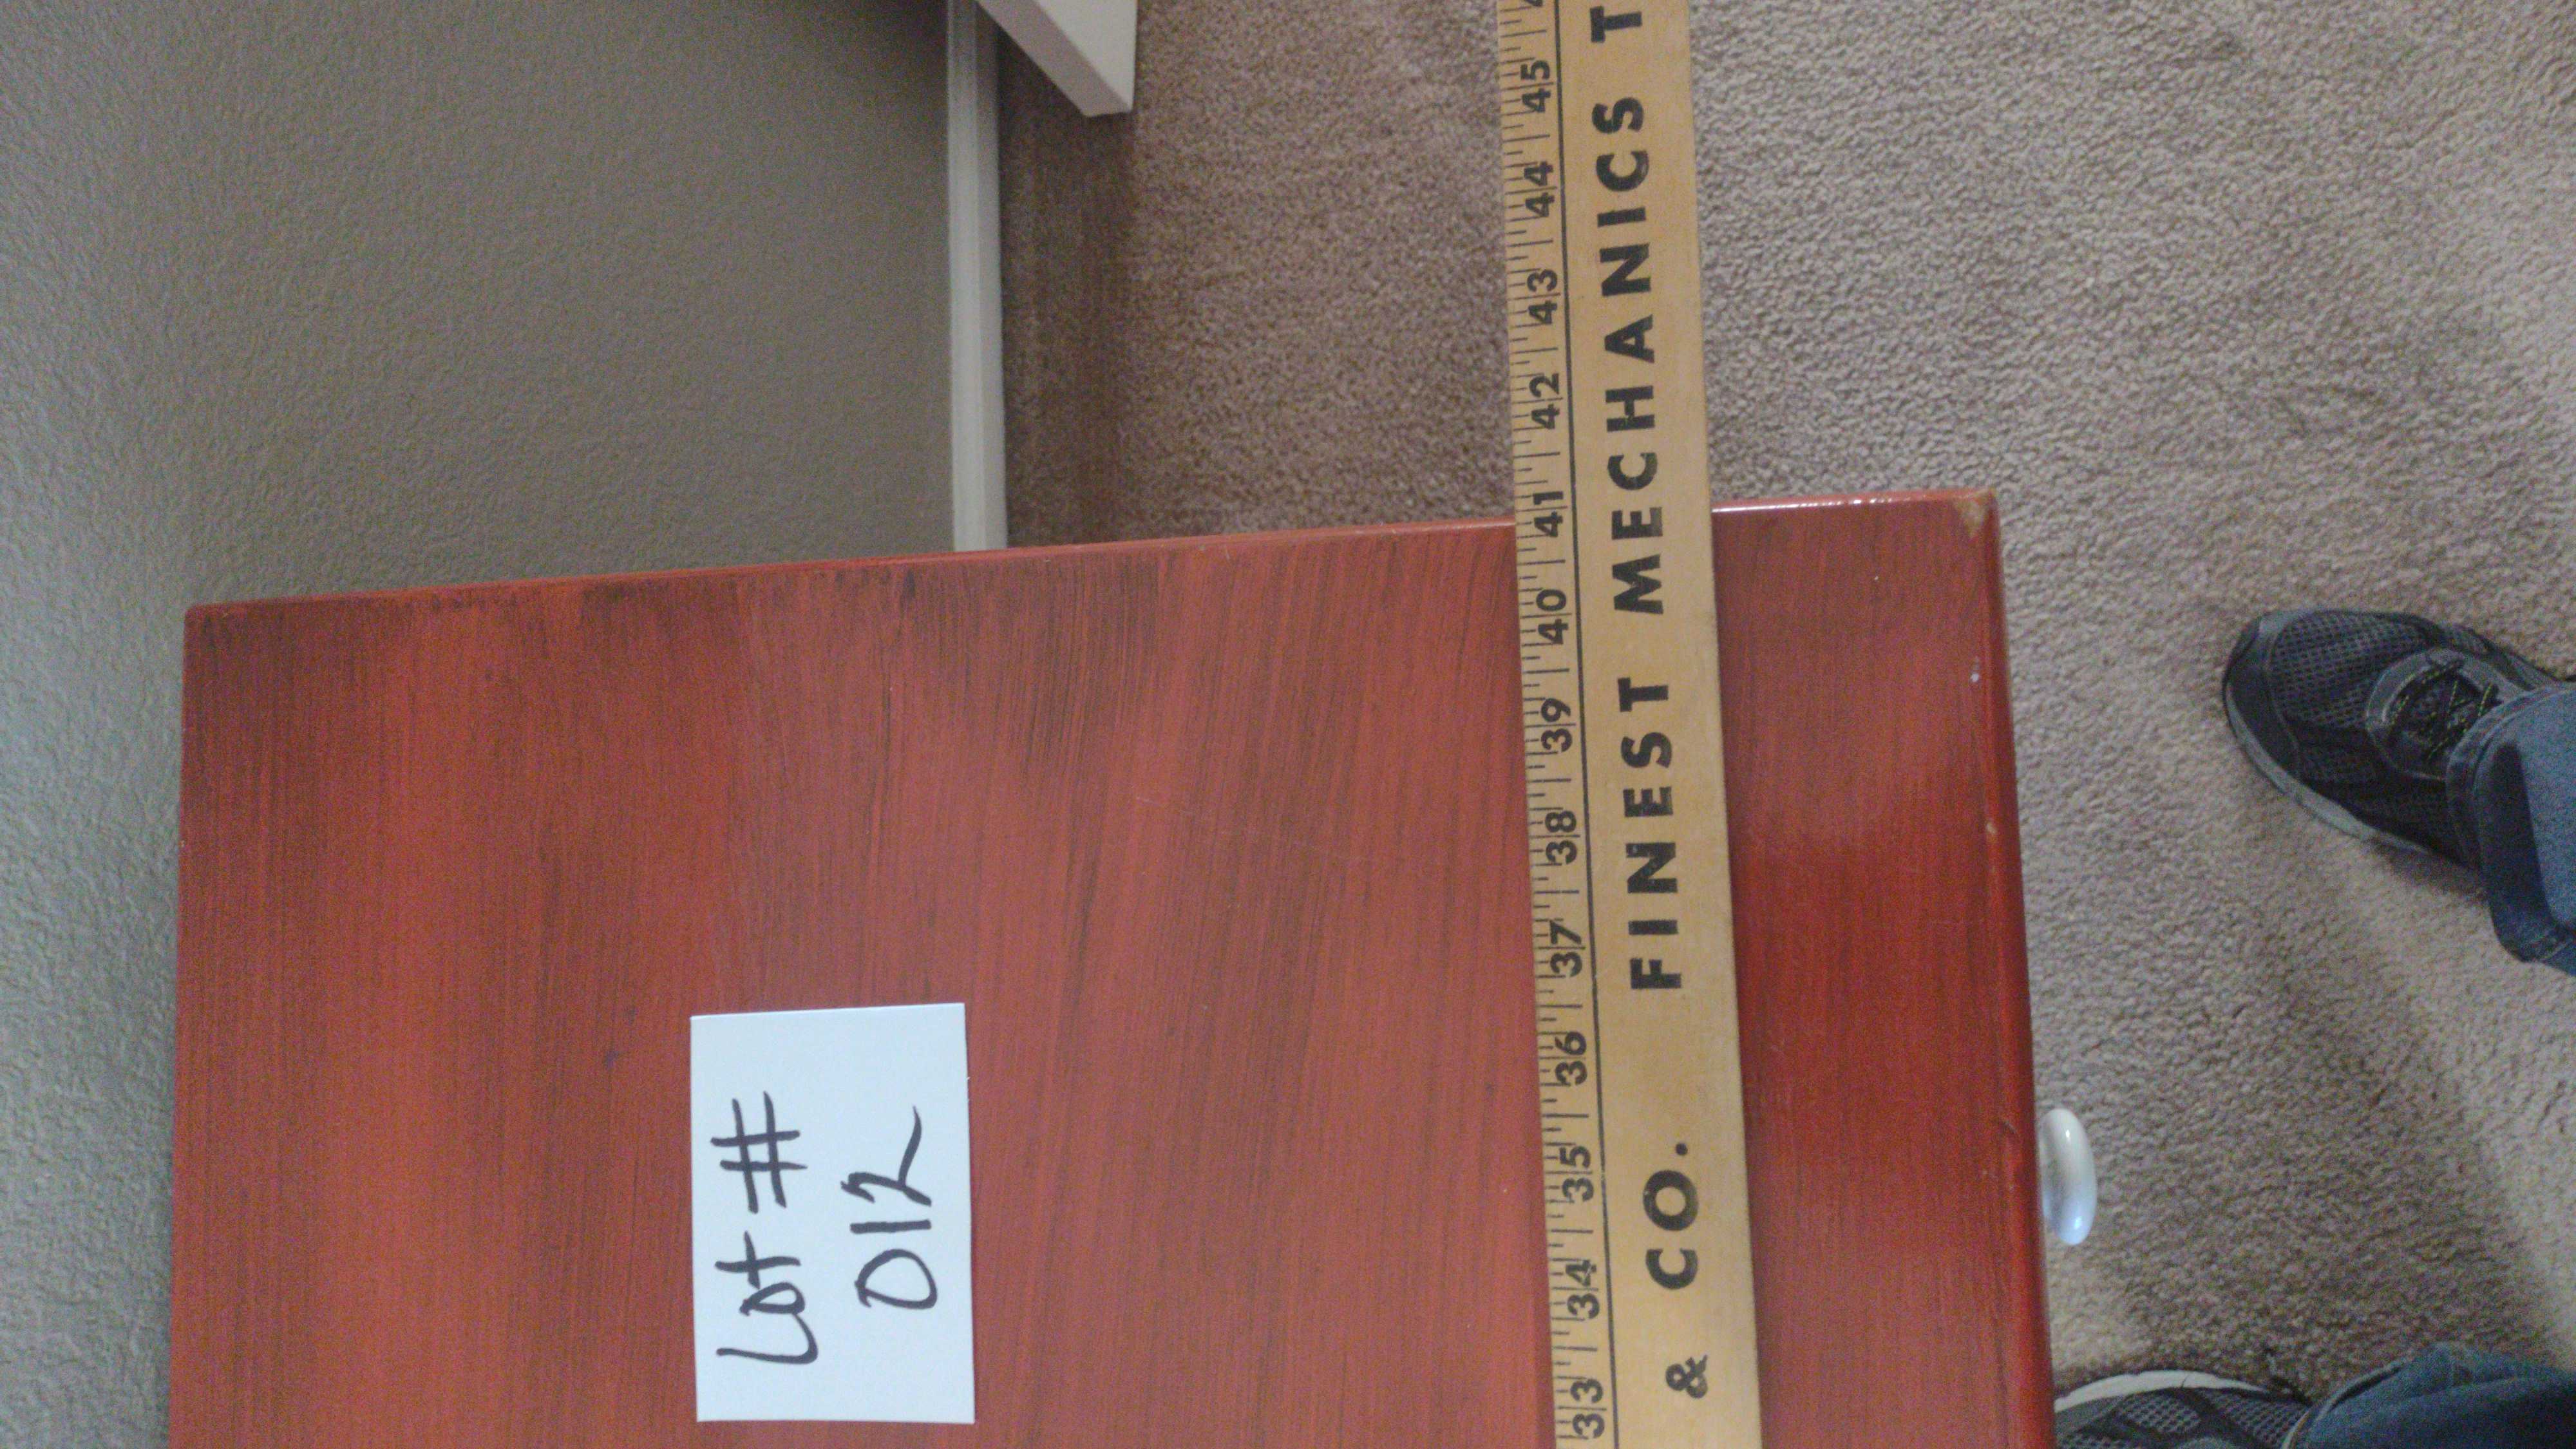 Lot #
012
33 34 35 36 37 38 39 40 41 42 43 44 45
& CO. FINEST MECHANICS T